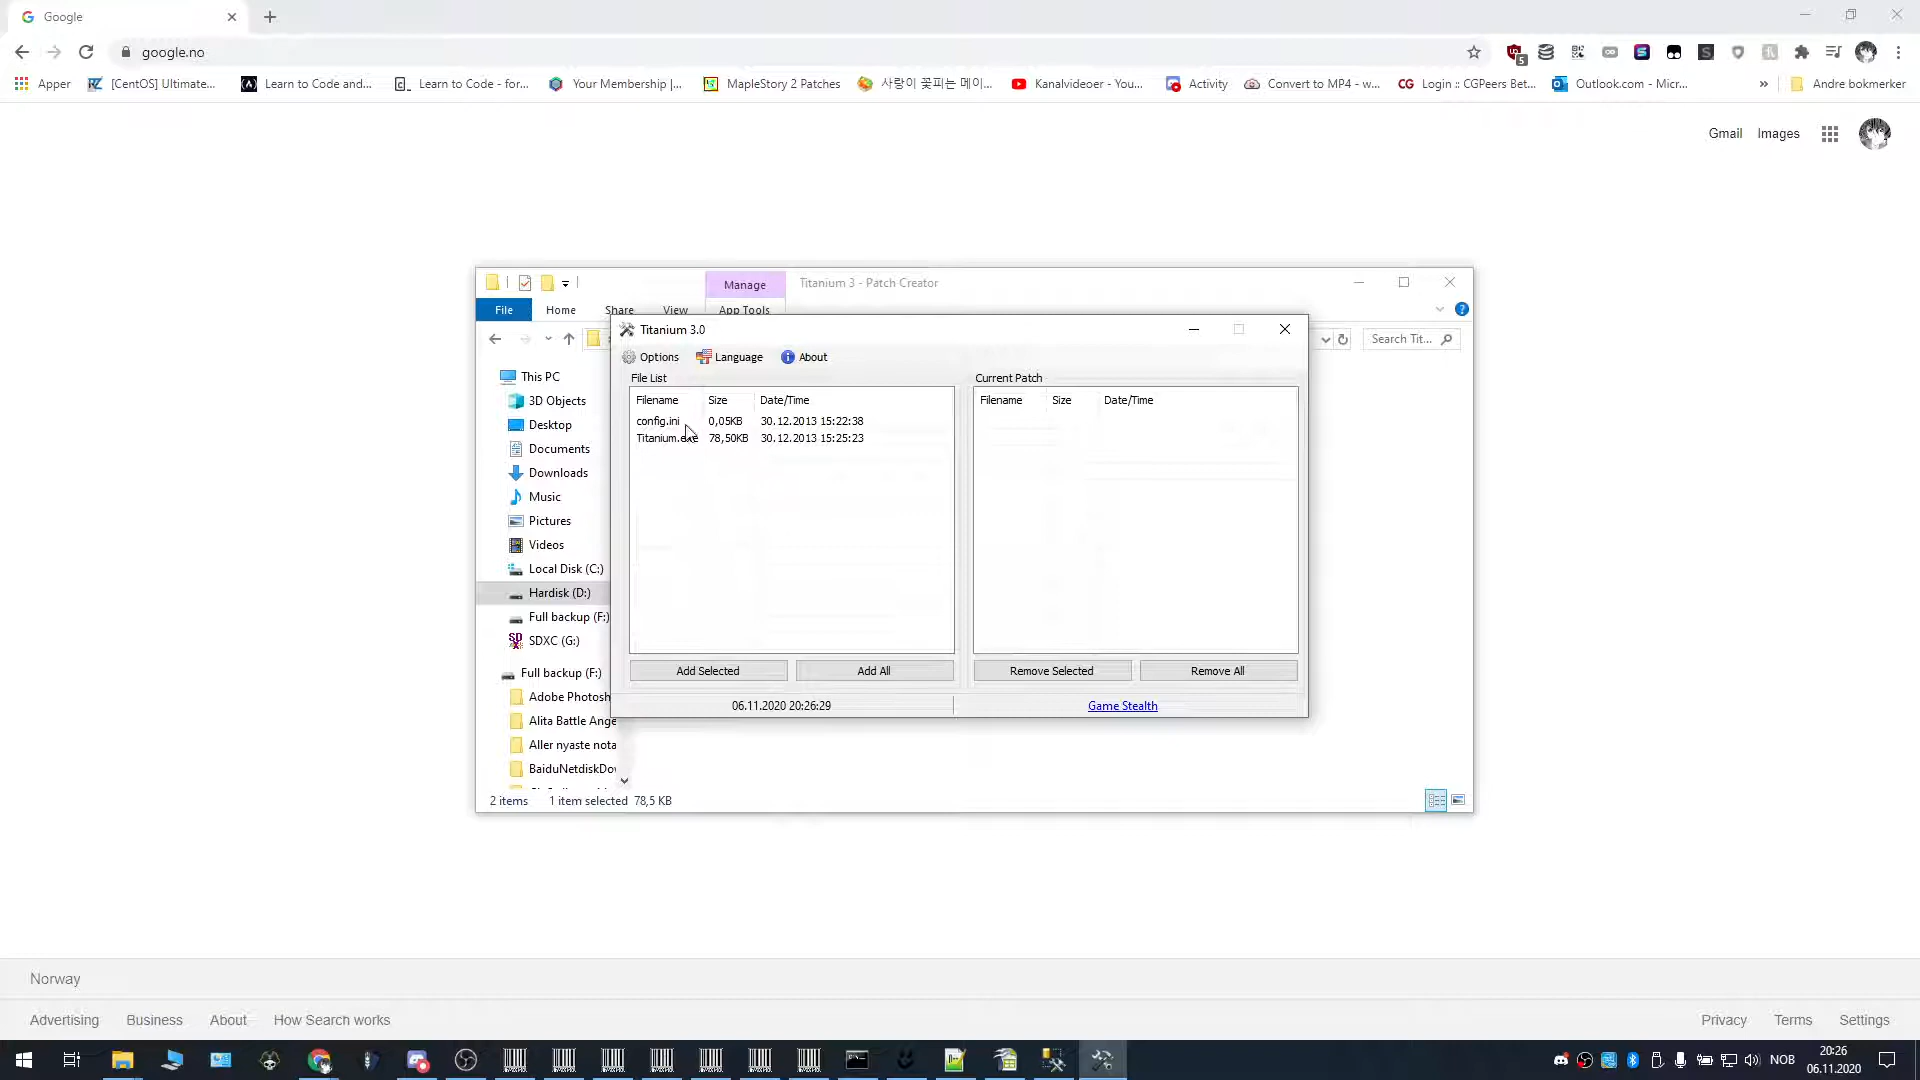 Google
google.no
5
Apper
[CentOS] Ultimate...
Learn to Code and...
Learn to Code - for...
Your Membership |...
MapleStory 2 Patches
사랑이 꽃피는 메이...
Kanalvideoer - You...
Activity
Convert to MP4 - w...
CG
Login :: CGPeers Bet...
Outlook.com - Micr...
»
Andre bokmerker
Gmail
Images
Manage
Titanium 3 - Patch Creator
File
Home
Share
View
App Tools
Search Tit...
This PC
3D Objects
Desktop
Documents
Downloads
Music
Pictures
Videos
Local Disk (C:)
Hardisk (D:)
Full backup (F:)
SDXC (G:)
Full backup (F:)
Adobe Photosh
Alita Battle Ange
Aller nyaste nota
BaiduNetdiskDo
2 items
1 item selected 78,5 KB
Titanium 3.0
Options
Language
About
File List
Filename Size Date/Time
config.ini 0,05KB 30.12.2013 15:22:38
Titanium.exe 78,50KB 30.12.2013 15:25:23
Add Selected
Add All
Current Patch
Filename Size Date/Time
Remove Selected
Remove All
06.11.2020 20:26:29
Game Stealth
Norway
Advertising
Business
About
How Search works
Privacy
Terms
Settings
NOB
20:26
06.11.2020